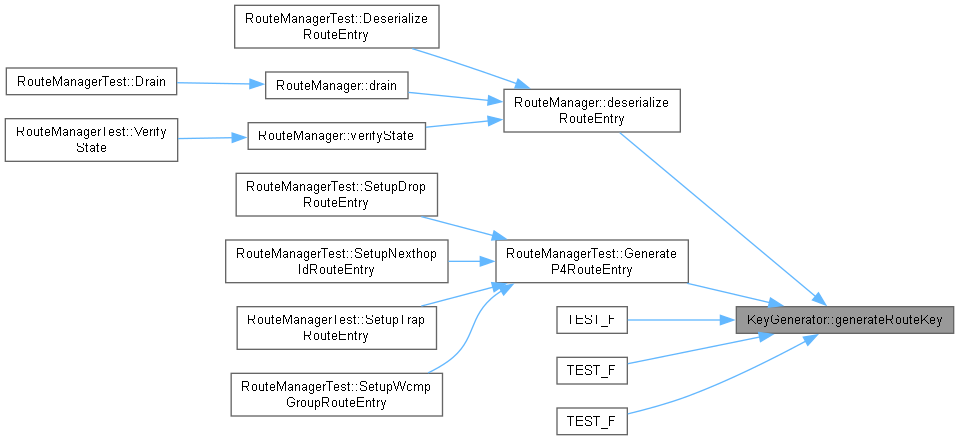 RouteManagerTest::Deserialize
RouteEntry
RouteManagerTest::Drain
RouteManager::drain
RouteManager::deserialize
RouteEntry
RouteManagerTest::Verify
State
RouteManager::verifyState
RouteManagerTest::SetupDrop
RouteEntry
RouteManagerTest::SetupNexthop
IdRouteEntry
RouteManagerTest::Generate
P4RouteEntry
RouteManagerTest::SetupTrap
RouteEntry
TEST_F
KeyGenerator::generateRouteKey
TEST_F
RouteManagerTest::SetupWcmp
GroupRouteEntry
TEST_F